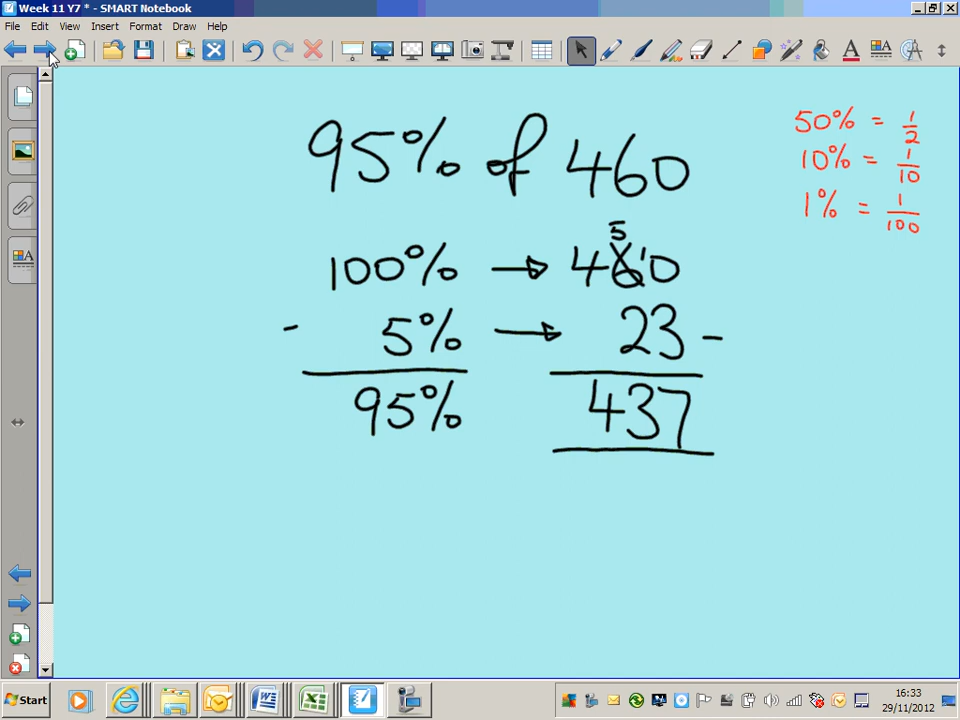 Week 11 Y7 * - SMART Notebook
File Edit View Insert Format Draw Help
95% of 460
50% = 1/2
10% = 1/10
1% = 1/100
5 1
100% → 460
- 5% → 23 -
95% 437
Start
16:33
29/11/2012